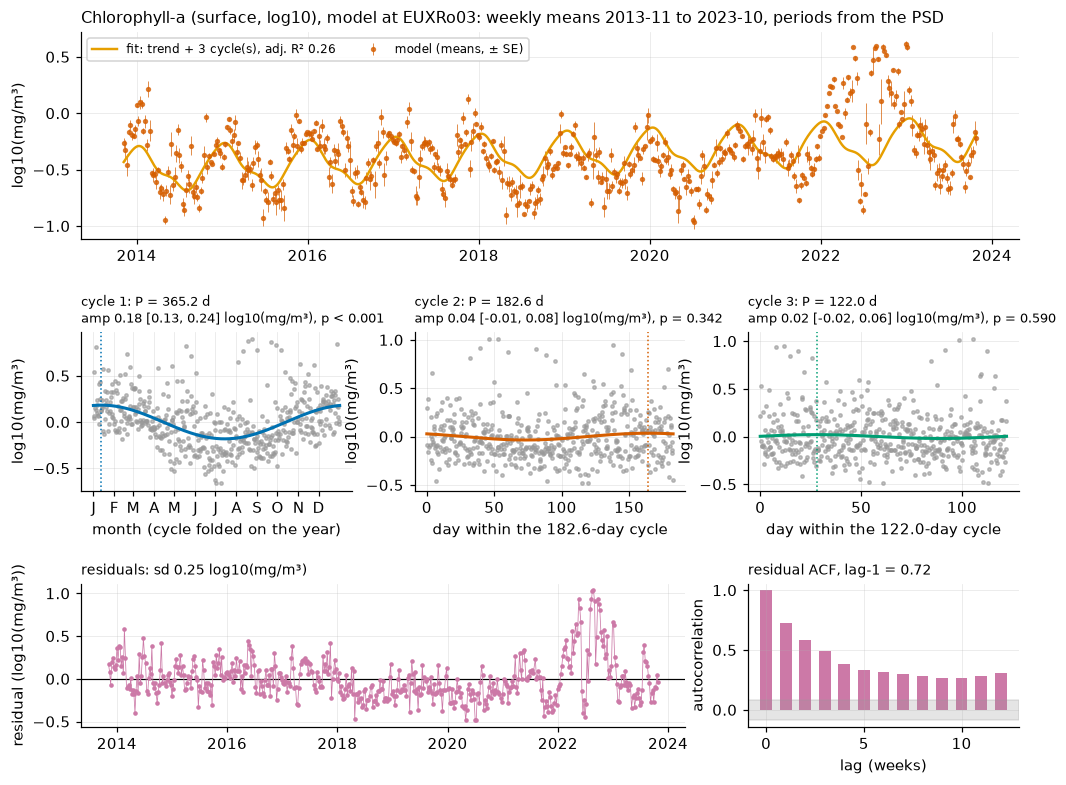 Chlorophyll-a (surface, log10), model at EUXRo03: weekly means 2013-11 to 2023-10, periods from the PSD
fit: trend + 3 cycle(s), adj. R² 0.26
model (means, ± SE)
log10(mg/m³)
0.5
0.0
−0.5
−1.0
2014
2016
2018
2020
2022
2024
cycle 1: P = 365.2 d
amp 0.18 [0.13, 0.24] log10(mg/m³), p < 0.001
log10(mg/m³)
0.5
0.0
−0.5
J F M A M J J A S O N D
month (cycle folded on the year)
cycle 2: P = 182.6 d
amp 0.04 [-0.01, 0.08] log10(mg/m³), p = 0.342
log10(mg/m³)
1.0
0.5
0.0
−0.5
0
50
100
150
day within the 182.6-day cycle
cycle 3: P = 122.0 d
amp 0.02 [-0.02, 0.06] log10(mg/m³), p = 0.590
log10(mg/m³)
1.0
0.5
0.0
−0.5
0
50
100
day within the 122.0-day cycle
residuals: sd 0.25 log10(mg/m³)
residual (log10(mg/m³))
1.0
0.5
0.0
−0.5
2014
2016
2018
2020
2022
2024
residual ACF, lag-1 = 0.72
autocorrelation
1.0
0.5
0.0
0
5
10
lag (weeks)